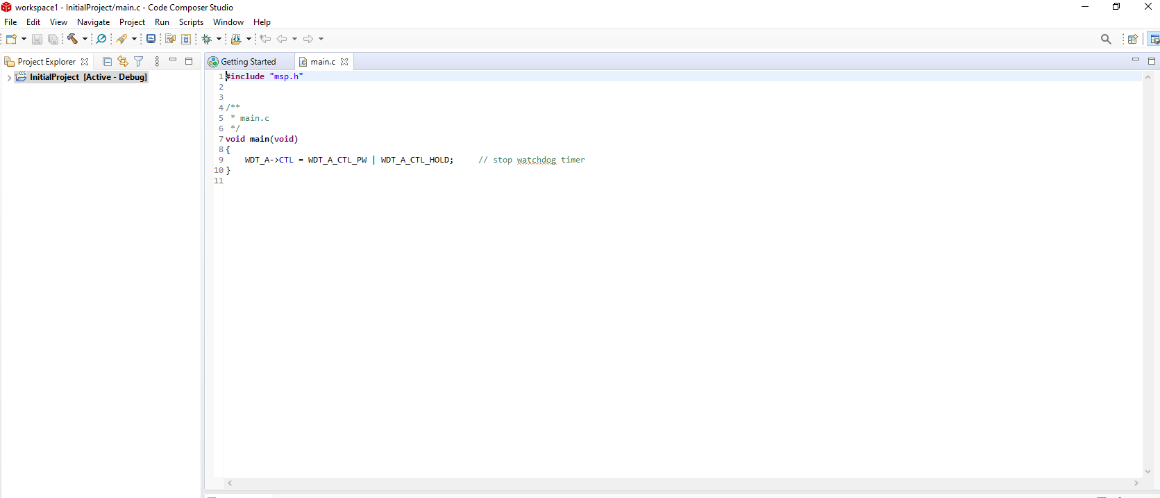 workspace1 - InitialProject/main.c - Code Composer Studio
File Edit View Navigate Project Run Scripts Window Help
Project Explorer
Getting Started
main.c
InitialProject [Active - Debug]
1 #include "msp.h"
2
3
4 /**
5 * main.c
6 */
7 void main(void)
8 {
9 WDT_A->CTL = WDT_A_CTL_PW | WDT_A_CTL_HOLD; // stop watchdog timer
10 }
11